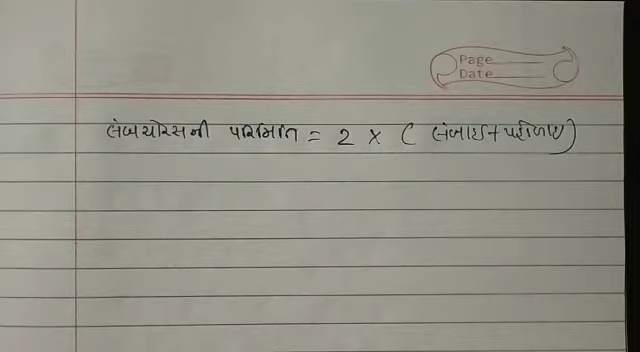 Page
Date
લંબચોરસની પરિમિતિ = 2 × ( લંબાઈ + પહોળાઈ )